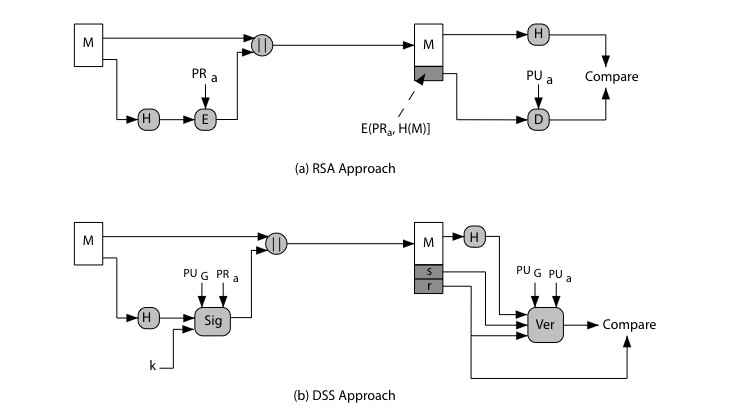 M
||
M
H
PR a
PU a
Compare
H
E
D
E(PRa, H(M)]
(a) RSA Approach
M
||
M
H
s
r
PU G
PR a
PU G
PU a
H
Sig
Ver
Compare
k
(b) DSS Approach